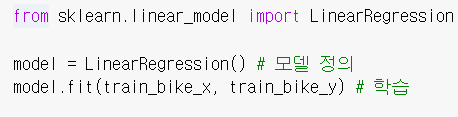 from sklearn.linear_model import LinearRegression
model = LinearRegression() # 모델 정의
model.fit(train_bike_x, train_bike_y) # 학습